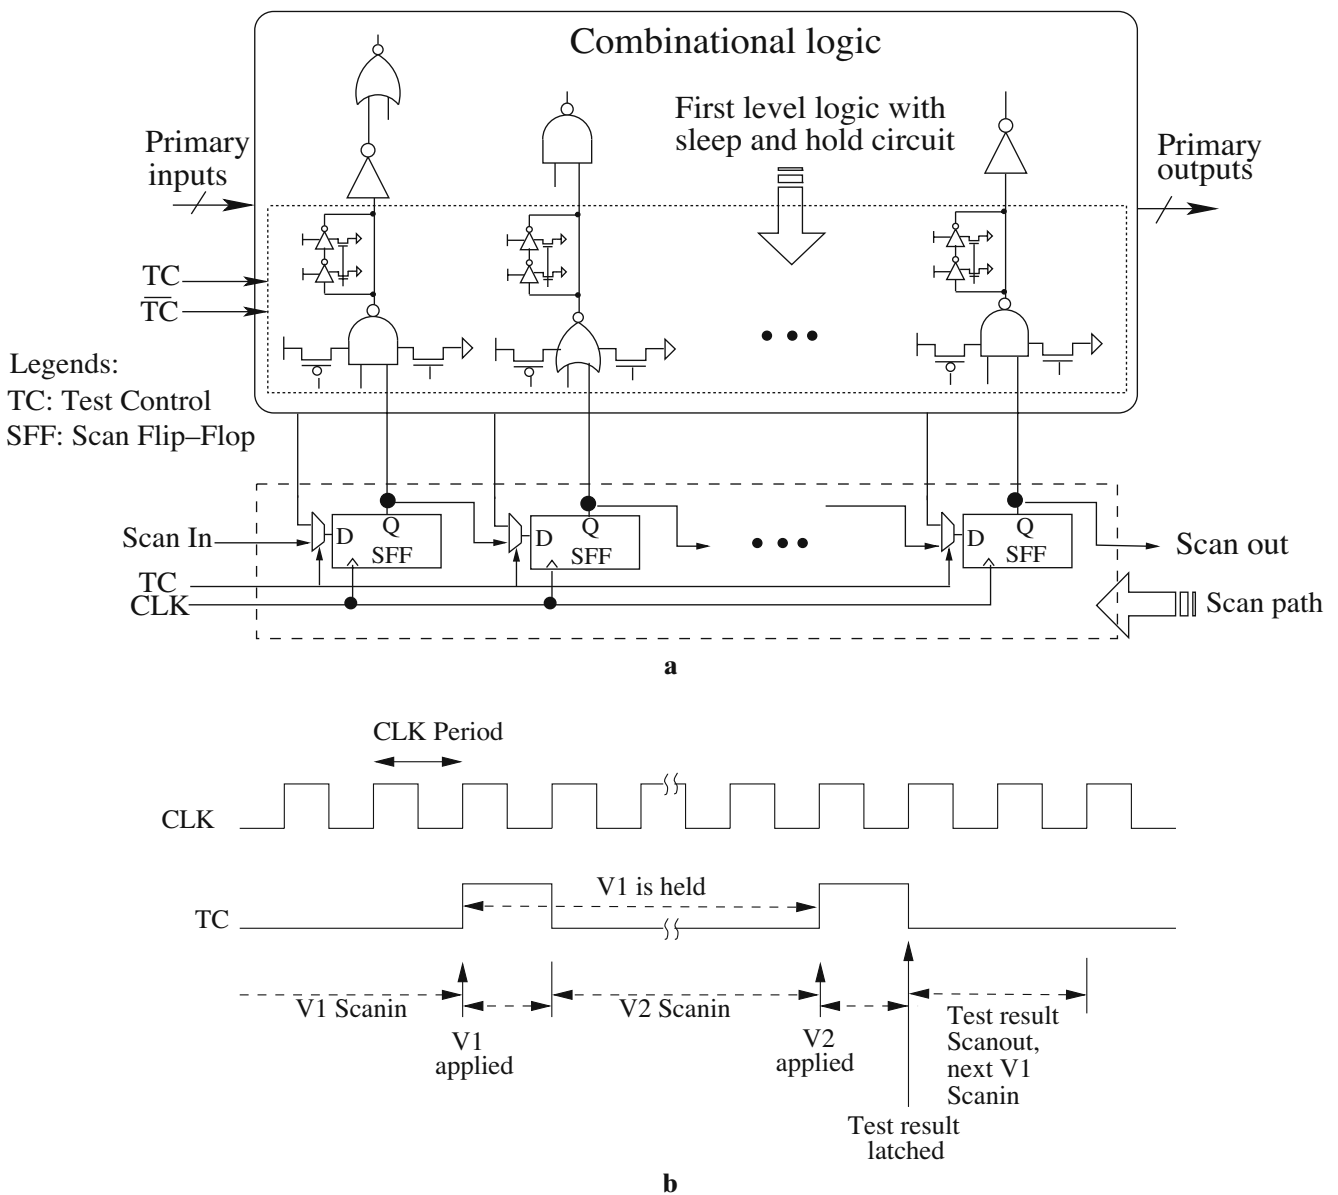 Combinational logic
First level logic with
sleep and hold circuit
Primary
inputs
Primary
outputs
TC
T̅C̅
Legends:
TC: Test Control
SFF: Scan Flip–Flop
Scan In
D
Q
SFF
D
Q
SFF
D
Q
SFF
Scan out
TC
CLK
Scan path
a
CLK Period
CLK
V1 is held
TC
V1 Scanin
V2 Scanin
V1
applied
V2
applied
Test result
Scanout,
next V1
Scanin
Test result
latched
b